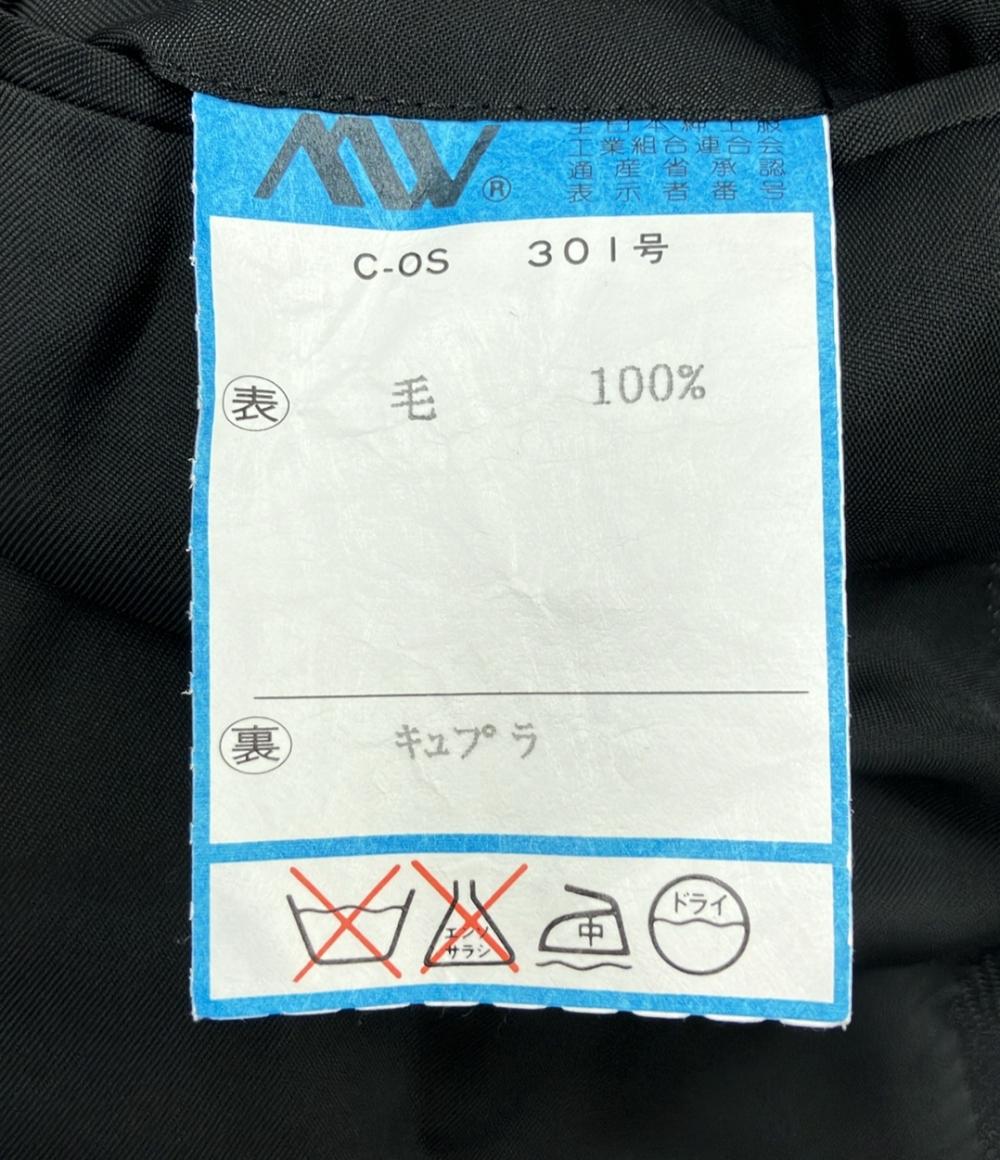 MW®
全日本紳士服
工業組合連合会
通産省承認
表示者番号
C-OS 301号
表 毛 100%
裏 キュプラ
エンソ
サラシ
中
ドライ